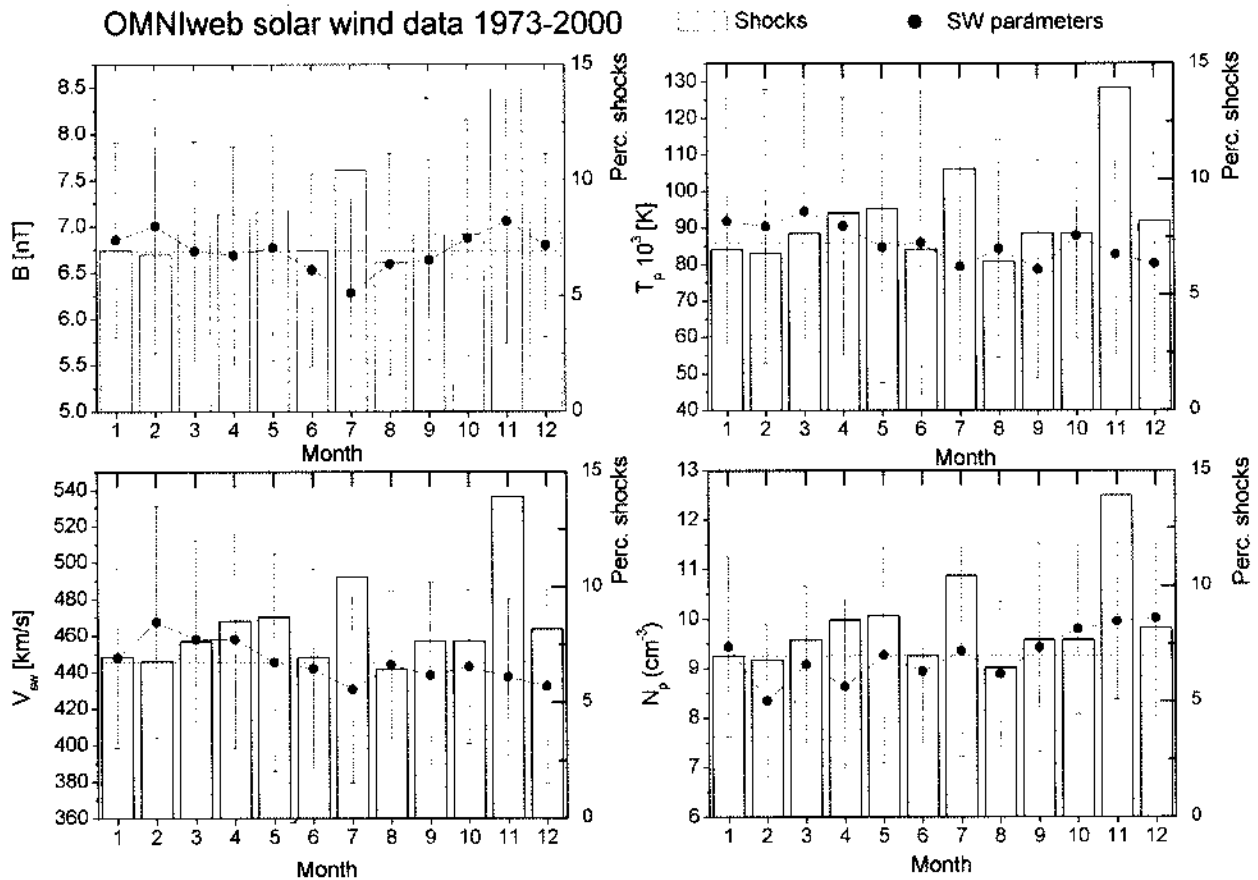 OMNIweb solar wind data 1973-2000
Shocks
SW parameters
8.5
8.0
7.5
7.0
6.5
6.0
5.5
5.0
B [nT]
15
10
5
0
Perc. shocks
1 2 3 4 5 6 7 8 9 10 11 12
Month
130
120
110
100
90
80
70
60
50
40
Tp 10³ [K]
15
10
5
0
Perc. shocks
1 2 3 4 5 6 7 8 9 10 11 12
Month
540
520
500
480
460
440
420
400
380
360
Vsw [km/s]
15
10
5
0
Perc. shocks
1 2 3 4 5 6 7 8 9 10 11 12
Month
13
12
11
10
9
8
7
6
Np (cm⁻³)
15
10
5
0
Perc. shocks
1 2 3 4 5 6 7 8 9 10 11 12
Month